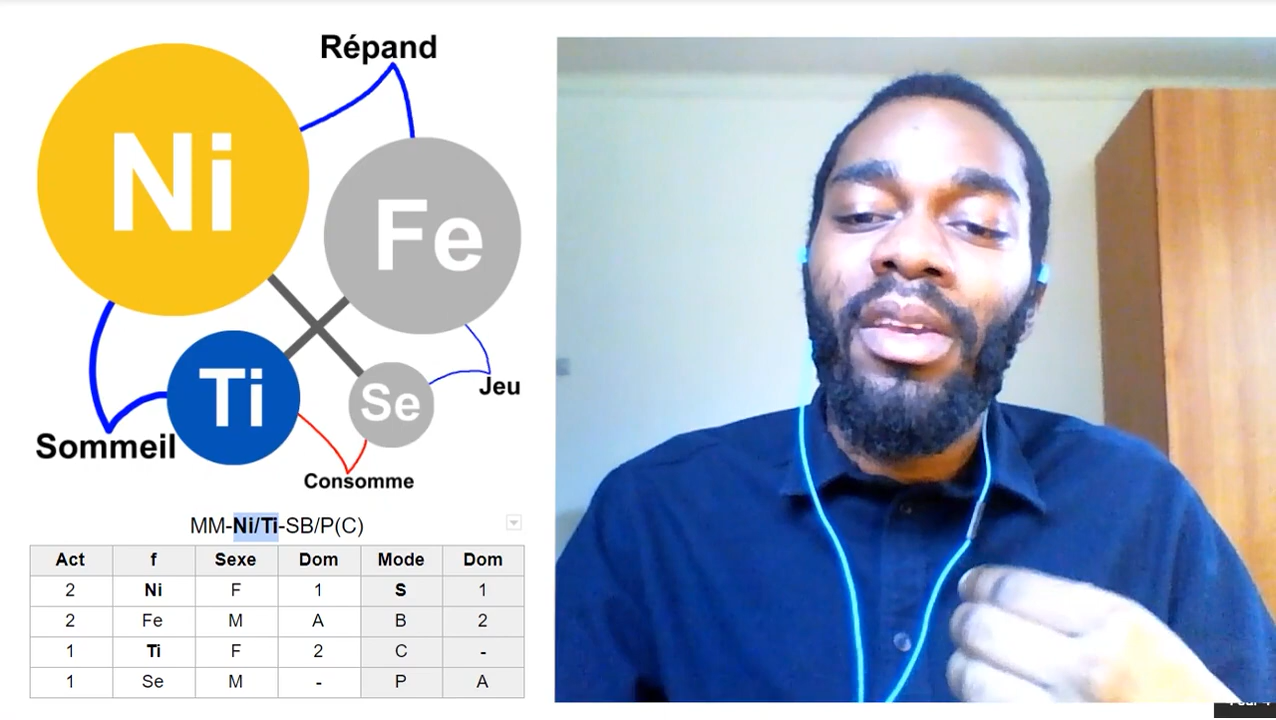 Répand
Ni
Fe
Ti
Se
Jeu
Sommeil
Consomme
MM-Ni/Ti-SB/P(C)
Act f Sexe Dom Mode Dom
2 Ni F 1 S 1
2 Fe M A B 2
1 Ti F 2 C -
1 Se M - P A